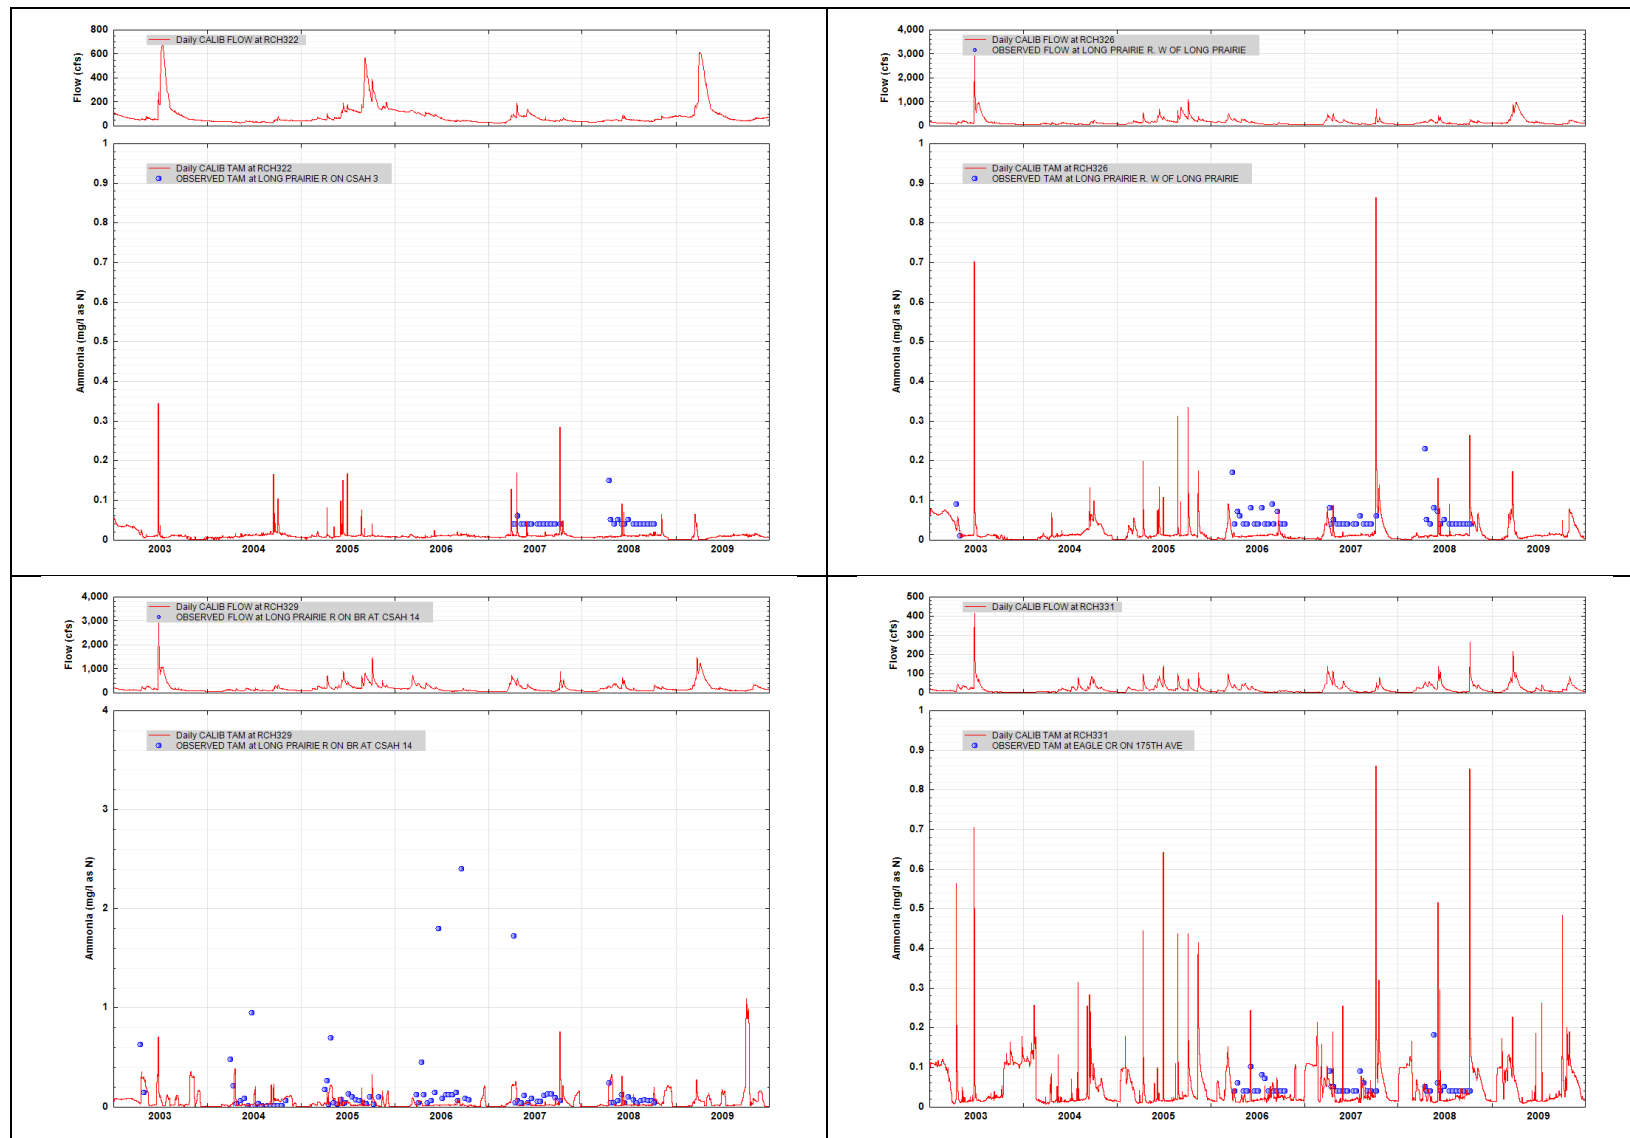 800
600
400
200
0
Flow (cfs)
Daily CALIB FLOW at RCH322
1
0.9
0.8
0.7
0.6
0.5
0.4
0.3
0.2
0.1
0
Ammonia (mg/l as N)
Daily CALIB TAM at RCH322
OBSERVED TAM at LONG PRAIRIE R ON CSAH 3
2003 2004 2005 2006 2007 2008 2009
4,000
3,000
2,000
1,000
0
Flow (cfs)
Daily CALIB FLOW at RCH326
OBSERVED FLOW at LONG PRAIRIE R. W OF LONG PRAIRIE
1
0.9
0.8
0.7
0.6
0.5
0.4
0.3
0.2
0.1
0
Ammonia (mg/l as N)
Daily CALIB TAM at RCH326
OBSERVED TAM at LONG PRAIRIE R. W OF LONG PRAIRIE
2003 2004 2005 2006 2007 2008 2009
4,000
3,000
2,000
1,000
0
Flow (cfs)
Daily CALIB FLOW at RCH329
OBSERVED FLOW at LONG PRAIRIE R ON BR AT CSAH 14
4
3
2
1
0
Ammonia (mg/l as N)
Daily CALIB TAM at RCH329
OBSERVED TAM at LONG PRAIRIE R ON BR AT CSAH 14
2003 2004 2005 2006 2007 2008 2009
500
400
300
200
100
0
Flow (cfs)
Daily CALIB FLOW at RCH331
1
0.9
0.8
0.7
0.6
0.5
0.4
0.3
0.2
0.1
0
Ammonia (mg/l as N)
Daily CALIB TAM at RCH331
OBSERVED TAM at EAGLE CR ON 175TH AVE
2003 2004 2005 2006 2007 2008 2009